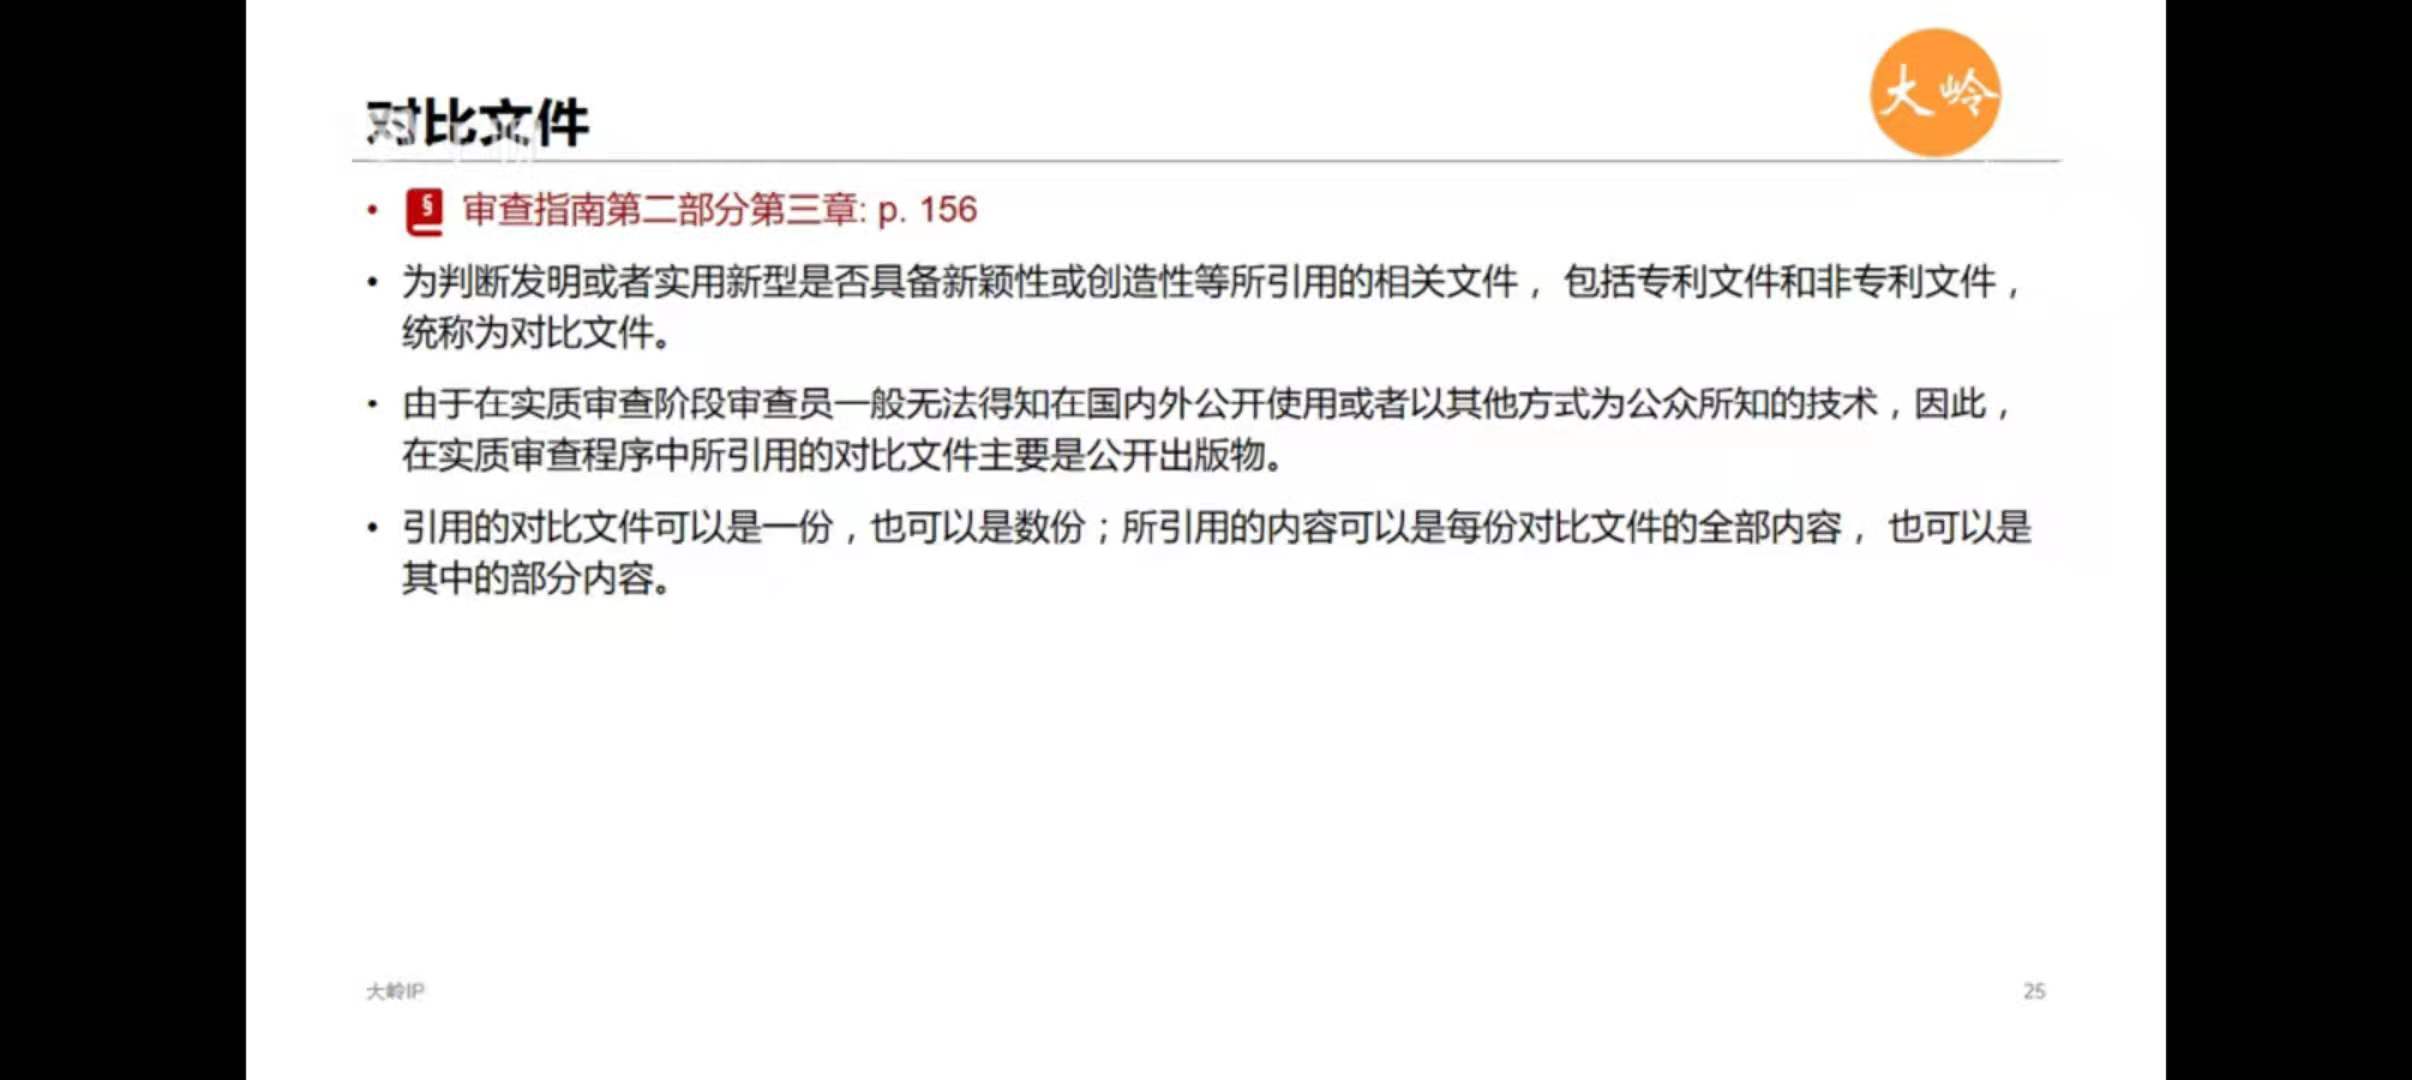 大岭
对比文件
• § 审查指南第二部分第三章: p. 156
• 为判断发明或者实用新型是否具备新颖性或创造性等所引用的相关文件， 包括专利文件和非专利文件，
统称为对比文件。
• 由于在实质审查阶段审查员一般无法得知在国内外公开使用或者以其他方式为公众所知的技术，因此，
在实质审查程序中所引用的对比文件主要是公开出版物。
• 引用的对比文件可以是一份，也可以是数份；所引用的内容可以是每份对比文件的全部内容， 也可以是
其中的部分内容。
大岭IP
25